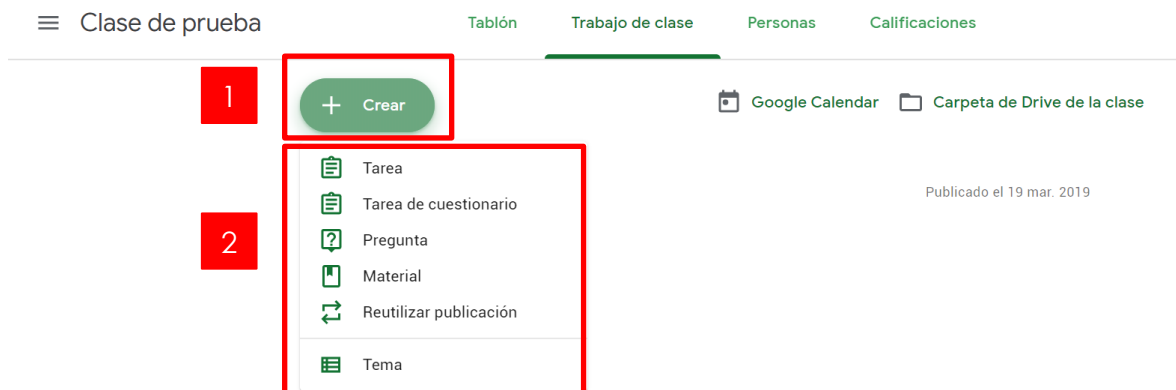 Clase de prueba
Tablón
Trabajo de clase
Personas
Calificaciones
1
Crear
Google Calendar
Carpeta de Drive de la clase
Tarea
Publicado el 19 mar. 2019
Tarea de cuestionario
2
Pregunta
Material
Reutilizar publicación
Tema